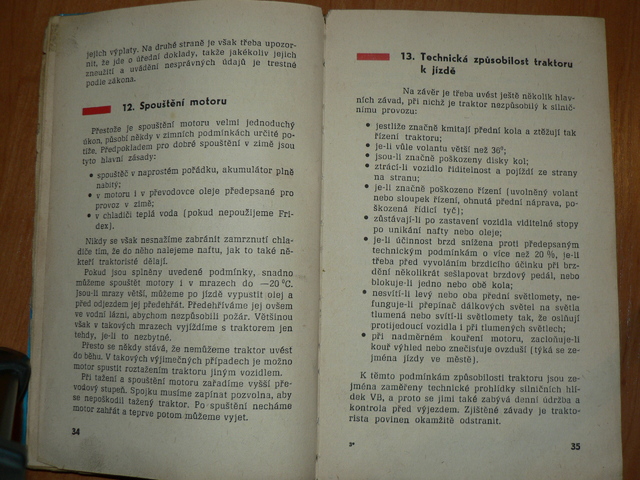 jejich výplaty. Na druhé straně je však třeba upozor-
nit, že jde o úřední doklady, takže jakékoliv jejich
zneužití a uvádění nesprávných údajů je trestné
podle zákona.
12. Spouštění motoru
Přestože je spouštění motoru velmi jednoduchý
úkon, působí někdy v zimních podmínkách určité po-
tíže. Předpokladem pro dobré spouštění v zimě jsou
tyto hlavní zásady:
• spouštěč v naprostém pořádku, akumulátor plně
nabitý;
• v motoru i v převodovce oleje předepsané pro
provoz v zimě;
• v chladiči teplá voda (pokud nepoužijeme Fri-
dex).
Nikdy se však nesnažíme zabránit zamrznutí chla-
diče tím, že do něho nalejeme naftu, jak to také ně-
kteří traktoristé dělají.
Pokud jsou splněny uvedené podmínky, snadno
můžeme spouštět motory i v mrazech do —20 °C.
Jsou-li mrazy větší, můžeme po jízdě vypustit olej a
před odjezdem jej předehřát. Předehříváme jej ovšem
ve vodní lázni, abychom nezpůsobili požár. Většinou
však v takových mrazech vyjíždíme s traktorem jen
tehdy, je-li to nezbytné.
Přesto se někdy stává, že nemůžeme traktor uvést
do běhu. V takových výjimečných případech je možno
motor spustit roztažením traktoru jiným vozidlem.
Při tažení a spouštění motoru zařadíme vyšší pře-
vodový stupeň. Spojku musíme zapínat pozvolna, aby
se nepoškodil tažený traktor. Po spuštění necháme
motor zahřát a teprve potom můžeme vyjet.
34
13. Technická způsobilost traktoru
k jízdě
Na závěr je třeba uvést ještě několik hlav-
ních závad, při nichž je traktor nezpůsobilý k silnič-
nímu provozu:
• jestliže značně kmitají přední kola a ztěžují tak
řízení traktoru;
• je-li vůle volantu větší než 36°;
• jsou-li značně poškozeny disky kol;
• ztrácí-li vozidlo řiditelnost a pojíždí ze strany
na stranu;
• je-li značně poškozeno řízení (uvolněný volant
nebo sloupek řízení, ohnutá přední náprava, po-
škozená řídicí tyč);
• zůstávají-li po zastavení vozidla viditelné stopy
po unikání nafty nebo oleje;
• je-li účinnost brzd snížena proti předepsaným
technickým podmínkám o více než 20 %, je-li
třeba před vyvoláním brzdicího účinku při brz-
dění několikrát sešlapovat brzdový pedál, nebo
blokuje-li jedno nebo obě kola;
• nesvítí-li levý nebo oba přední světlomety, ne-
funguje-li přepínač dálkových světel na světla
tlumená nebo svítí-li světlomety tak, že oslňují
protijedoucí vozidla i při tlumených světlech;
• při nadměrném kouření motoru, zacloňuje-li
kouř výhled nebo znečisťuje ovzduší (týká se ze-
jména jízdy ve městě).
K těmto podmínkám způsobilosti traktoru jsou ze-
jména zaměřeny technické prohlídky silničních hlí-
dek VB, a proto se jimi také zabývá denní údržba a
kontrola před výjezdem. Zjištěné závady je trakto-
rista povinen okamžitě odstranit.
3*
35